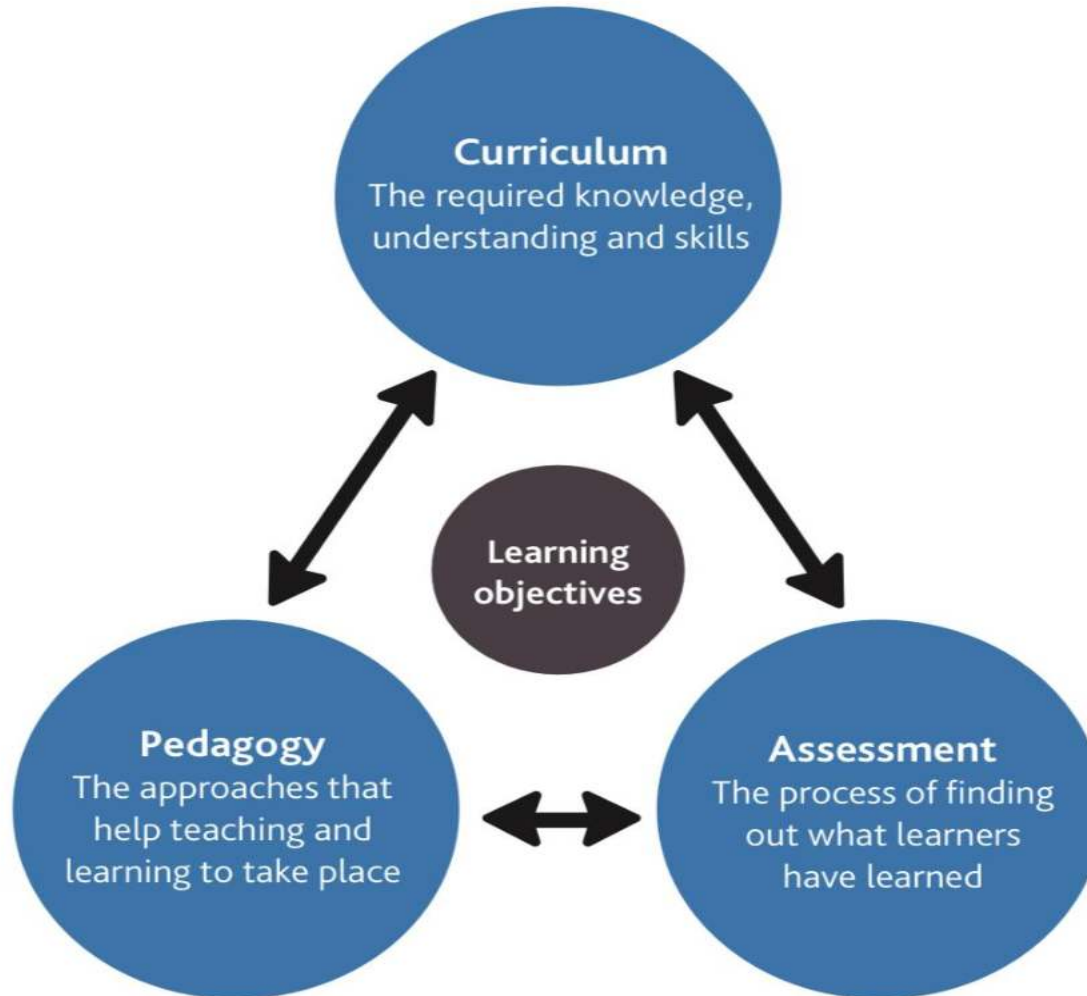 Curriculum
The required knowledge,
understanding and skills
Learning
objectives
Pedagogy
The approaches that
help teaching and
learning to take place
Assessment
The process of finding
out what learners
have learned